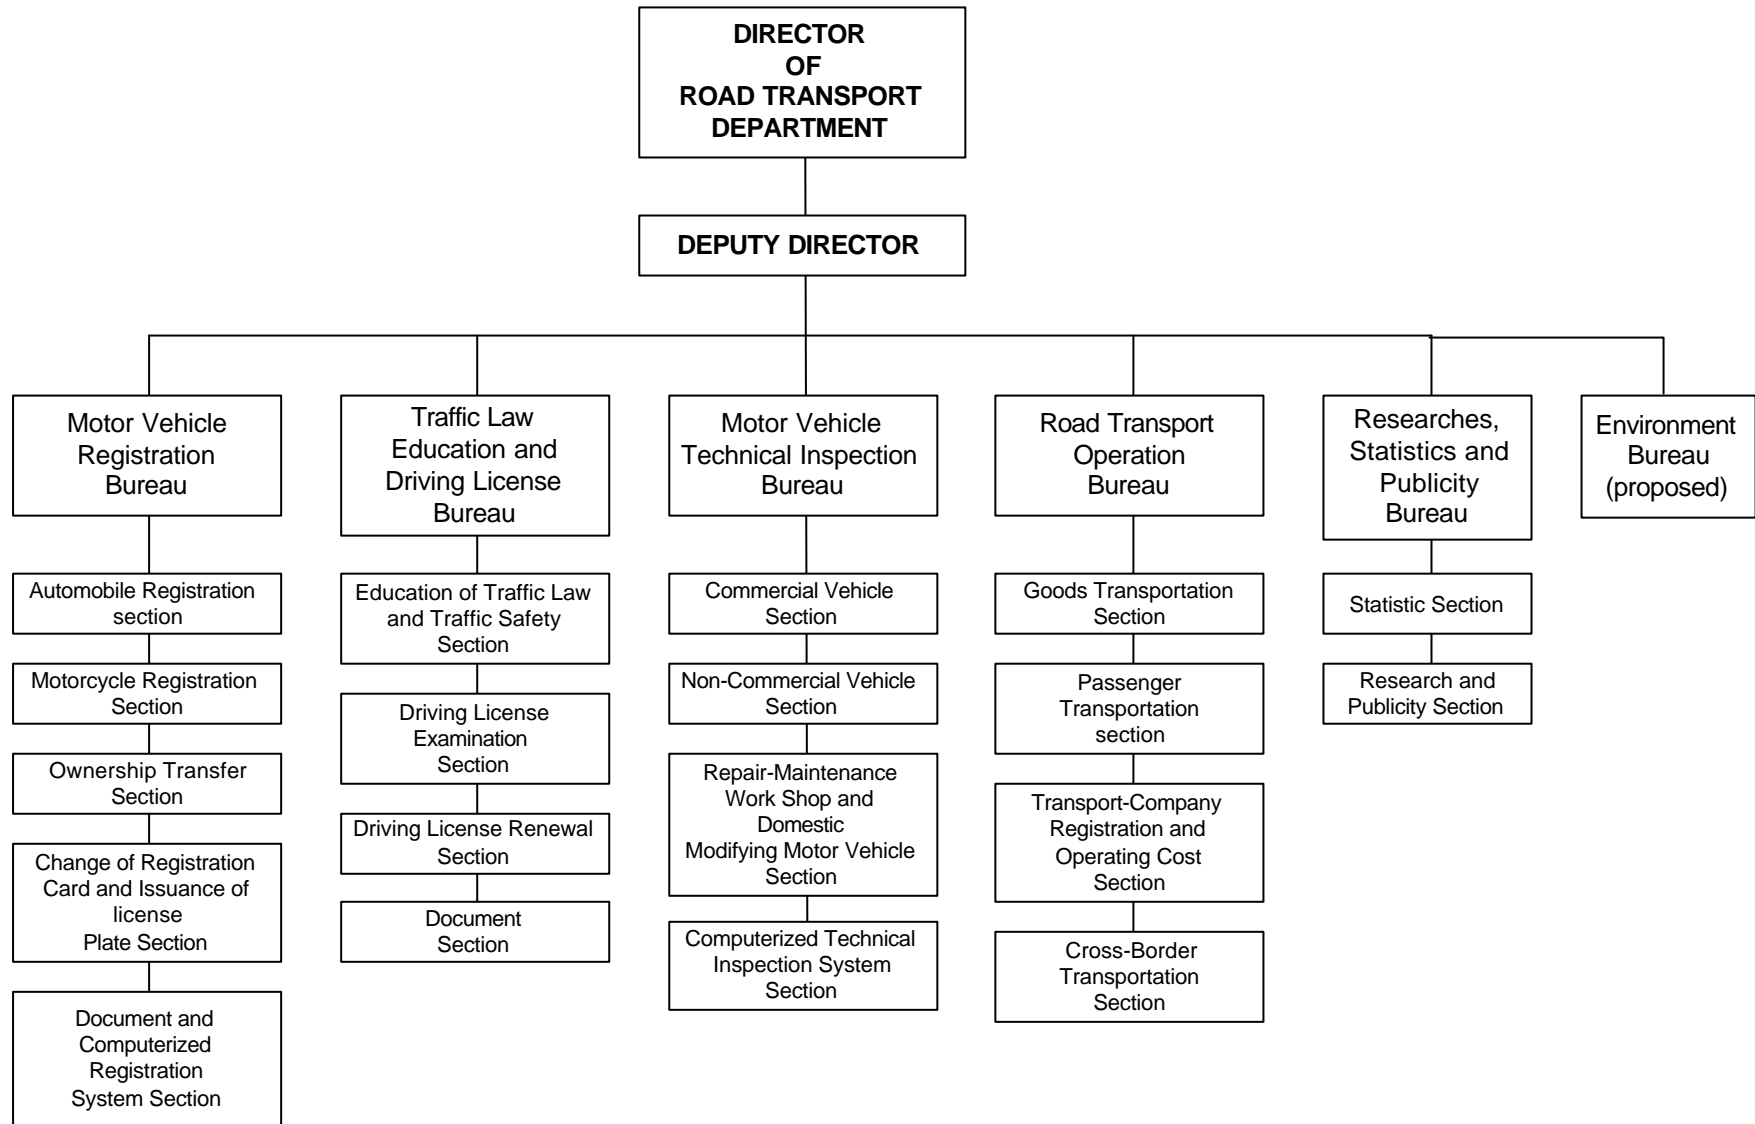 DIRECTOR
OF
ROAD TRANSPORT
DEPARTMENT
DEPUTY DIRECTOR
Motor Vehicle
Registration
Bureau
Automobile Registration
section
Motorcycle Registration
Section
Ownership Transfer
Section
Change of Registration
Card and Issuance of
license
Plate Section
Document and
Computerized
Registration
System Section
Traffic Law
Education and
Driving License
Bureau
Education of Traffic Law
and Traffic Safety
Section
Driving License
Examination
Section
Driving License Renewal
Section
Document
Section
Motor Vehicle
Technical Inspection
Bureau
Commercial Vehicle
Section
Non-Commercial Vehicle
Section
Repair-Maintenance
Work Shop and
Domestic
Modifying Motor Vehicle
Section
Computerized Technical
Inspection System
Section
Road Transport
Operation
Bureau
Goods Transportation
Section
Passenger
Transportation
section
Transport-Company
Registration and
Operating Cost
Section
Cross-Border
Transportation
Section
Researches,
Statistics and
Publicity
Bureau
Statistic Section
Research and
Publicity Section
Environment
Bureau
(proposed)